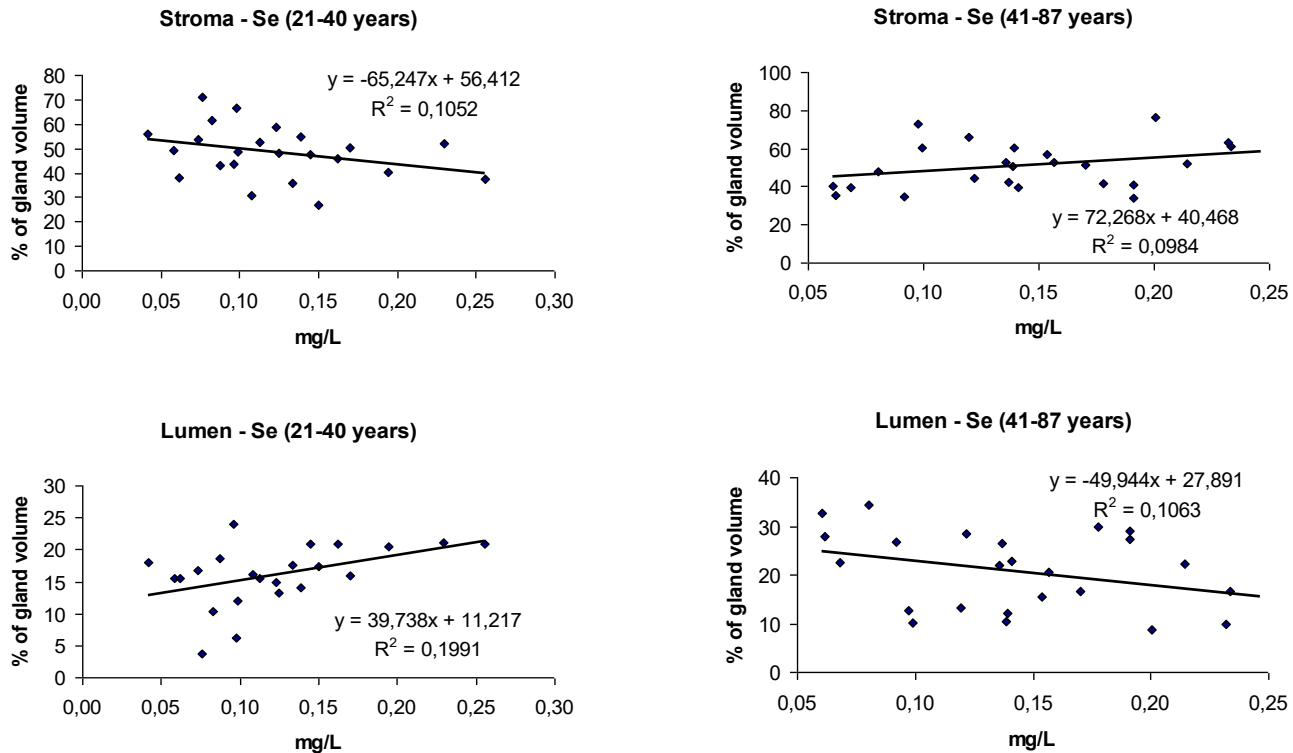 Stroma - Se (21-40 years)
% of gland volume
80
70
60
50
40
30
20
10
0
y = -65,247x + 56,412
R² = 0,1052
0,00 0,05 0,10 0,15 0,20 0,25 0,30
mg/L
Stroma - Se (41-87 years)
% of gland volume
100
80
60
40
20
0
y = 72,268x + 40,468
R² = 0,0984
0,05 0,10 0,15 0,20 0,25
mg/L
Lumen - Se (21-40 years)
% of gland volume
30
25
20
15
10
5
0
y = 39,738x + 11,217
R² = 0,1991
0,00 0,05 0,10 0,15 0,20 0,25 0,30
mg/L
Lumen - Se (41-87 years)
% of gland volume
40
30
20
10
0
y = -49,944x + 27,891
R² = 0,1063
0,05 0,10 0,15 0,20 0,25
mg/L